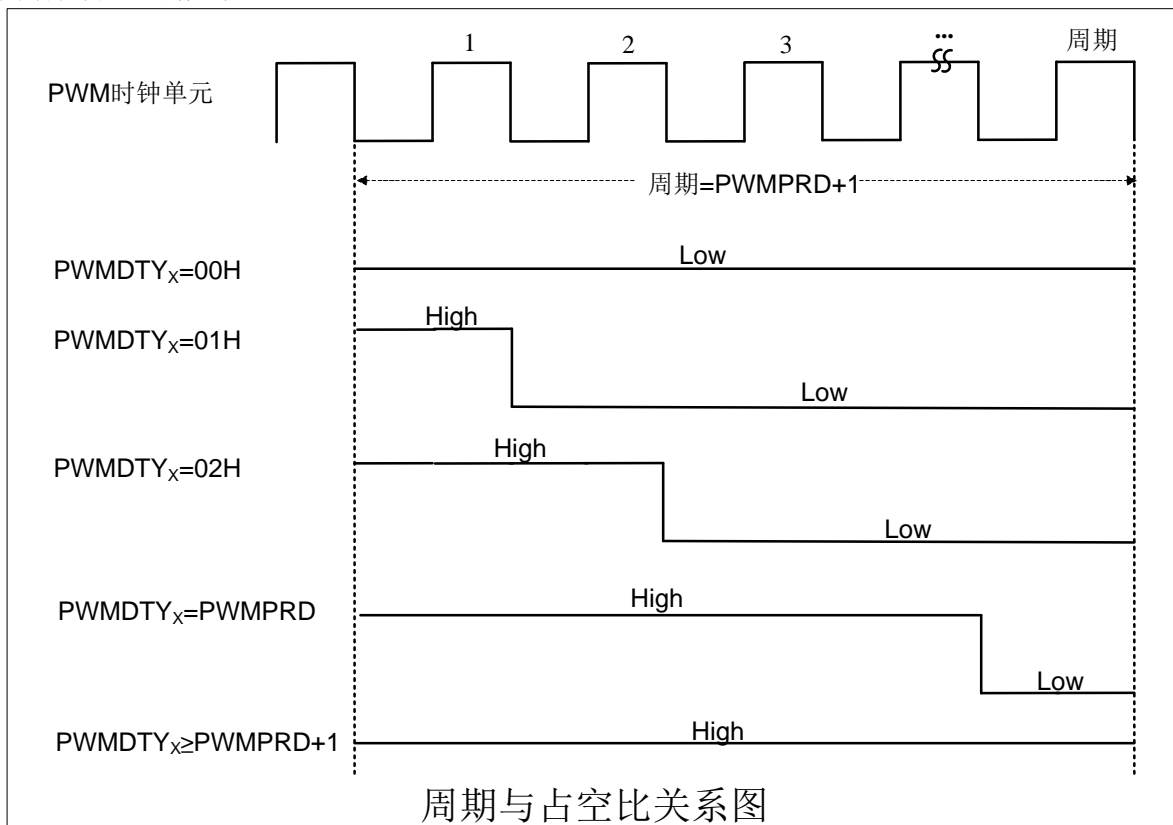 1 2 3 ... 周期
PWM时钟单元
周期=PWMPRD+1
PWMDTYX=00H Low
High
PWMDTYX=01H
Low
High
PWMDTYX=02H
Low
High
PWMDTYX=PWMPRD
Low
High
PWMDTYX≥PWMPRD+1
周期与占空比关系图